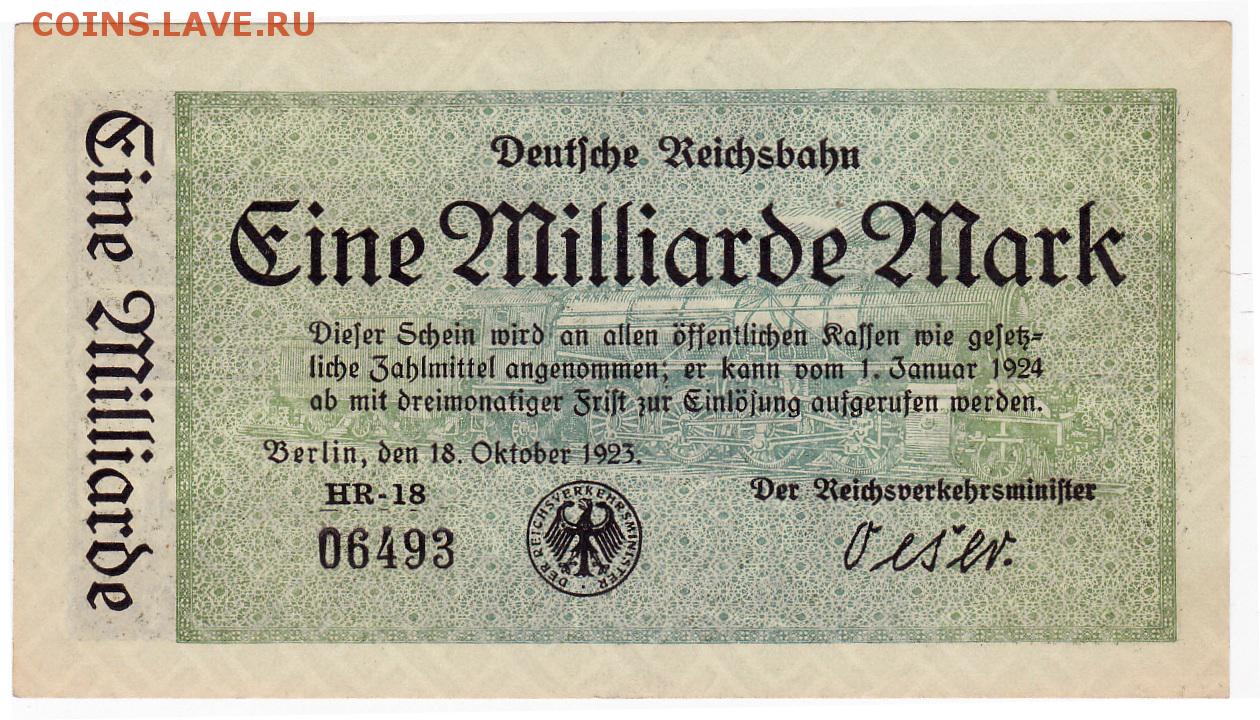 COINS.LAVE.RU
Eine Milliarde
Deutsche Reichsbahn
Eine Milliarde Mark
Dieser Schein wird an allen öffentlichen Kassen wie gesetz-
liche Zahlmittel angenommen; er kann vom 1. Januar 1924
ab mit dreimonatiger Frist zur Einlösung aufgerufen werden.
Berlin, den 18. Oktober 1923.
HR-18
06493
DER REICHSVERKEHRSMINISTER
Der Reichsverkehrsminister
Oeser.